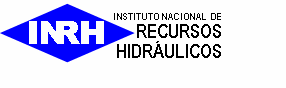 INRH
INSTITUTO NACIONAL DE
RECURSOS
HIDRÁULICOS